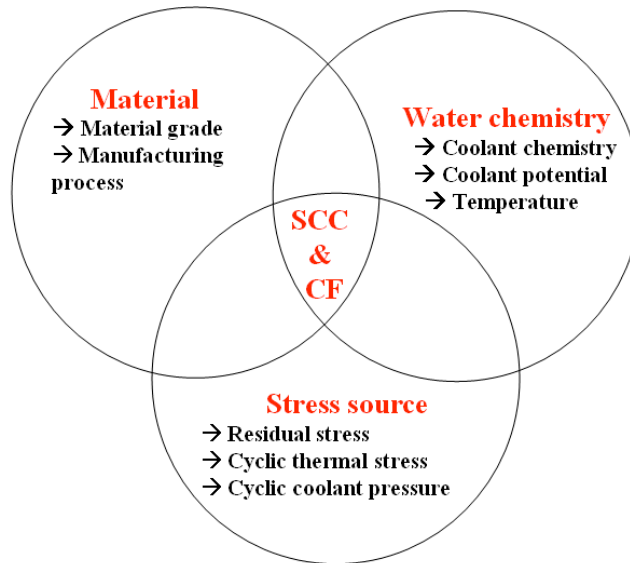 Material
→ Material grade
→ Manufacturing
process
Water chemistry
→ Coolant chemistry
→ Coolant potential
→ Temperature
SCC
&
CF
Stress source
→ Residual stress
→ Cyclic thermal stress
→ Cyclic coolant pressure